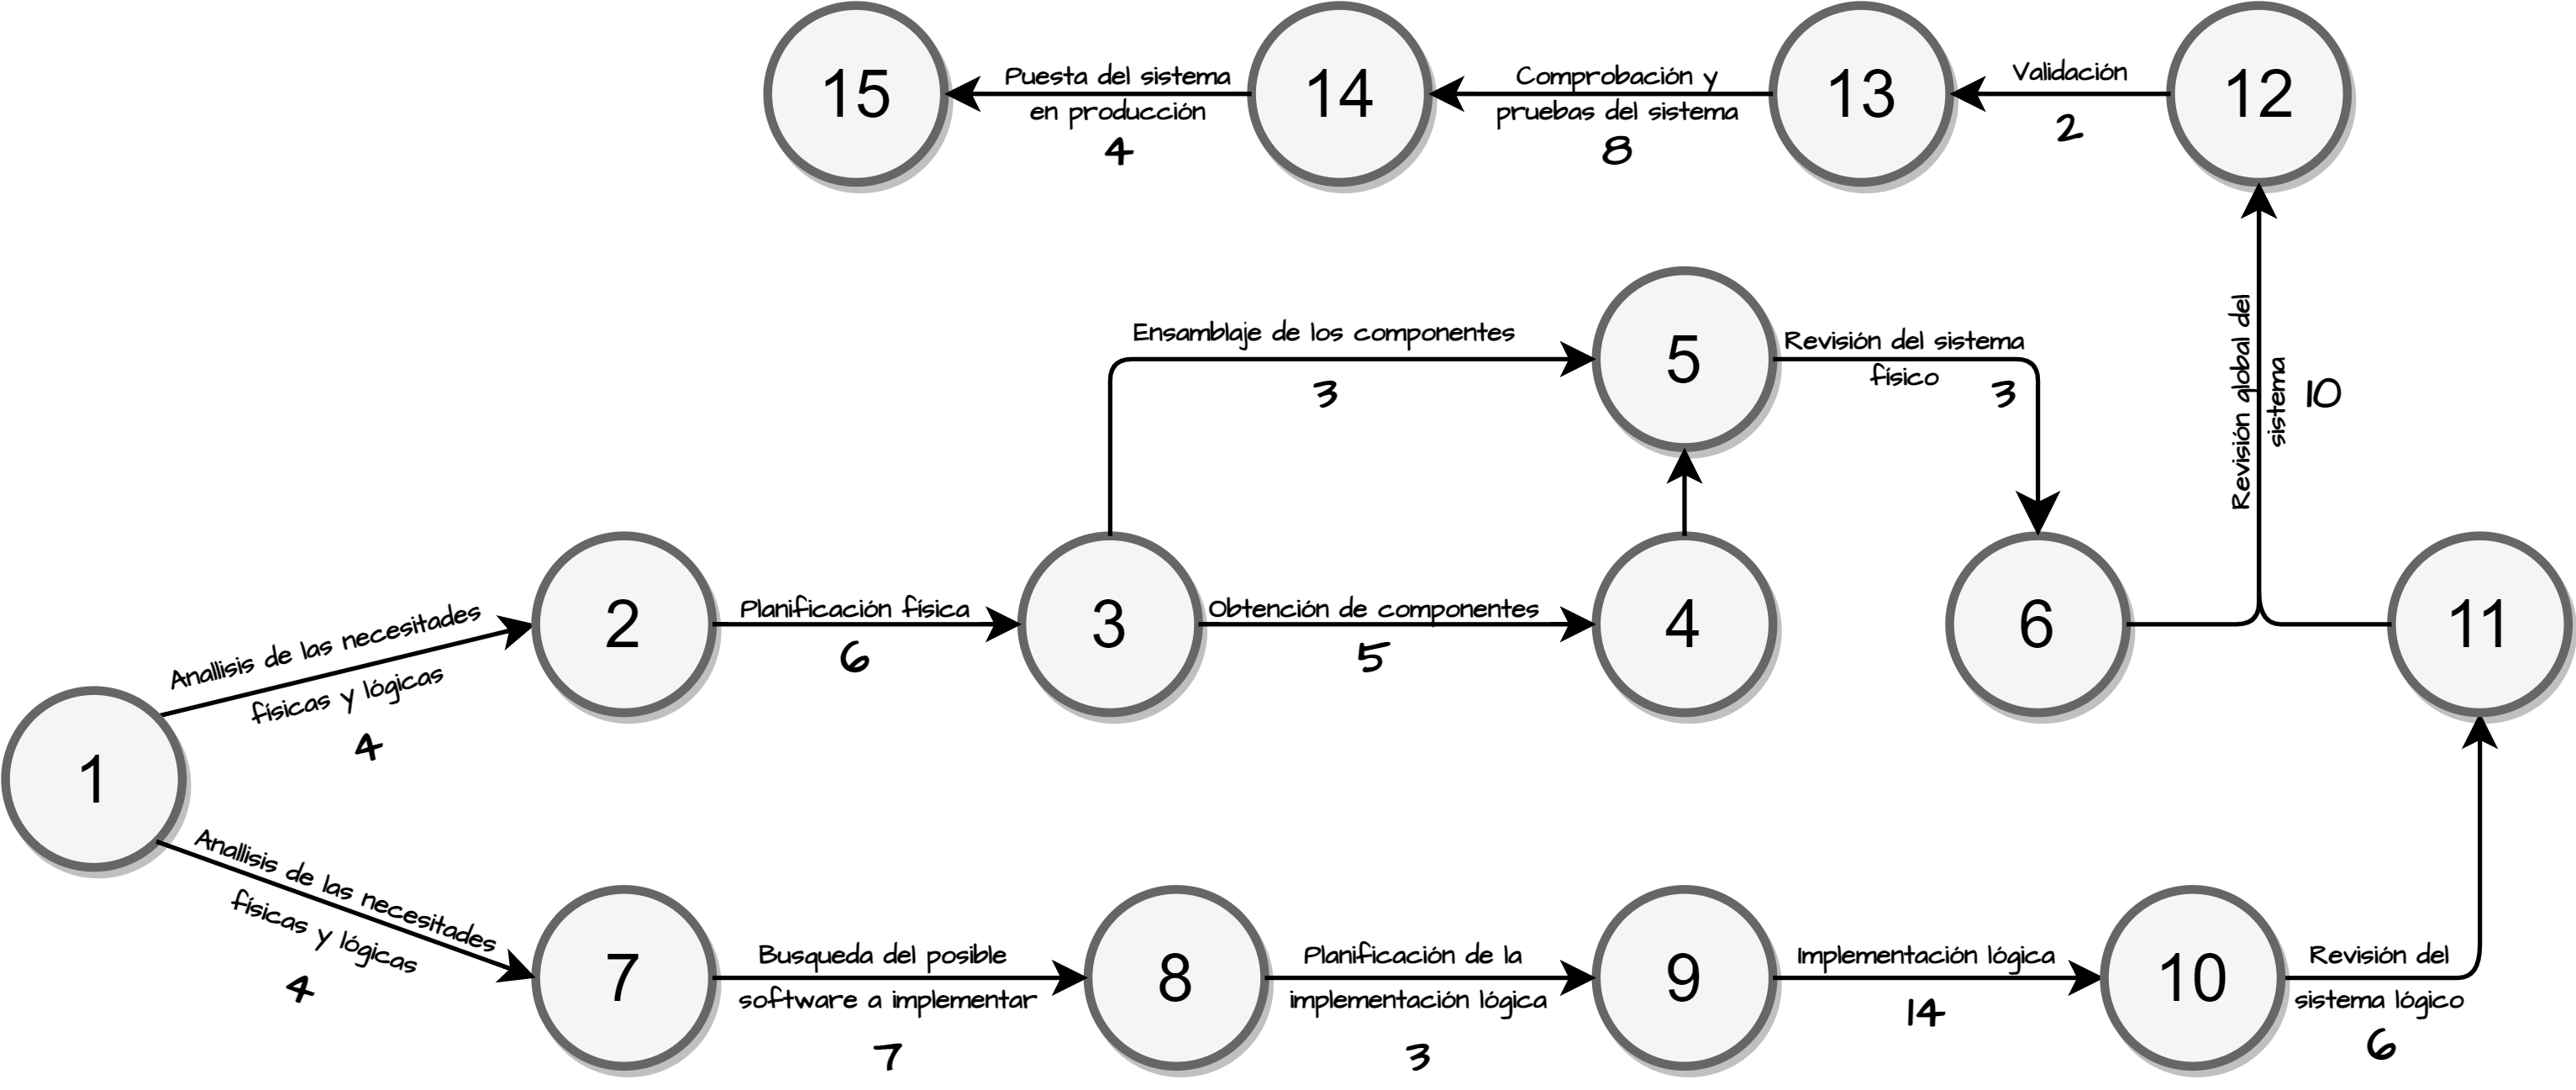 15
Puesta del sistema
en producción
4
14
Comprobación y
pruebas del sistema
8
13
Validación
2
12
Ensamblaje de los componentes
3
5
Revisión del sistema
físico
3
Revisión global del
sistema
10
1
Anallisis de las necesitades
físicas y lógicas
4
2
Planificación física
6
3
Obtención de componentes
5
4
6
11
Anallisis de las necesitades
físicas y lógicas
4
7
Busqueda del posible
software a implementar
7
8
Planificación de la
implementación lógica
3
9
Implementación lógica
14
10
Revisión del
sistema lógico
6